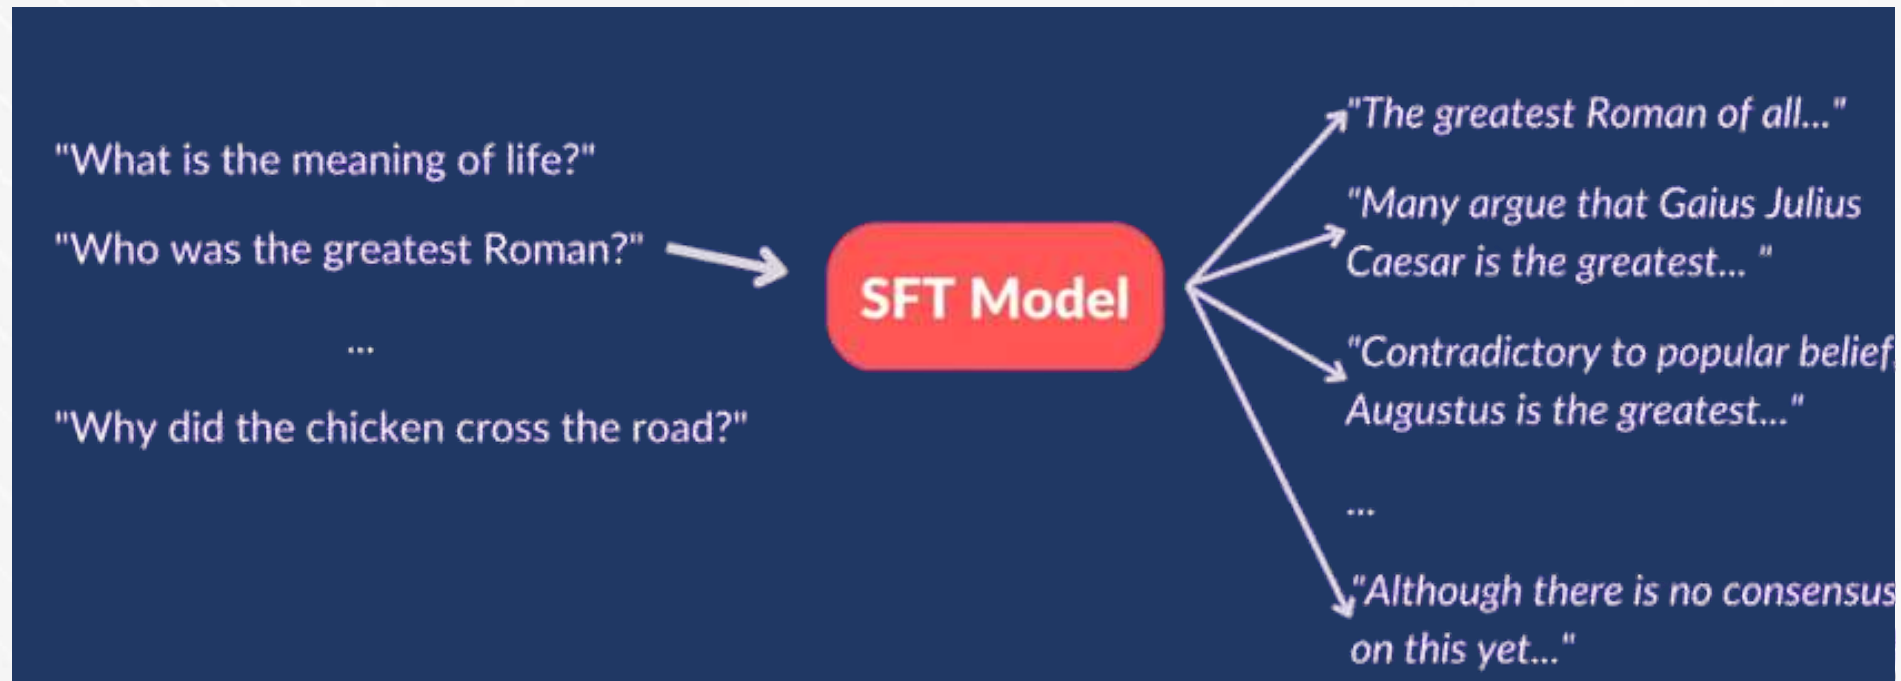 "What is the meaning of life?"
"Who was the greatest Roman?"
...
"Why did the chicken cross the road?"
SFT Model
"The greatest Roman of all..."
"Many argue that Gaius Julius
Caesar is the greatest... "
"Contradictory to popular belief,
Augustus is the greatest..."
...
"Although there is no consensus
on this yet..."